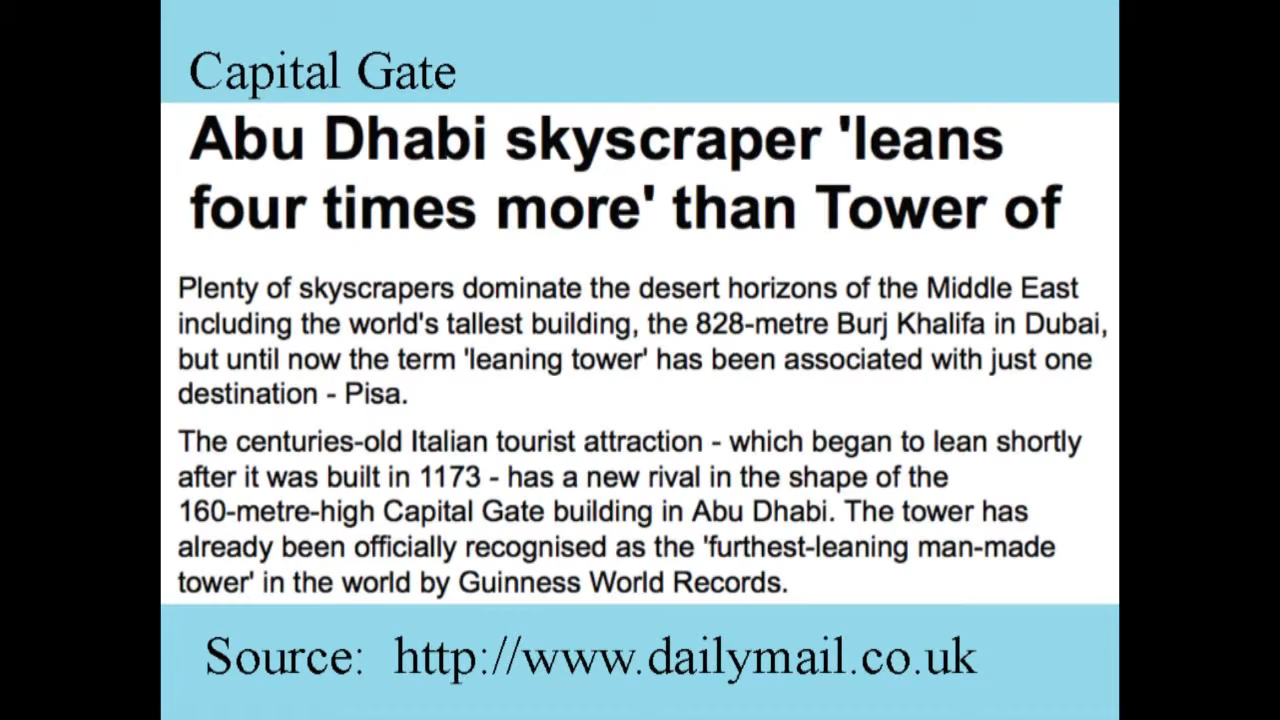 Capital Gate
Abu Dhabi skyscraper 'leans
four times more' than Tower of
Plenty of skyscrapers dominate the desert horizons of the Middle East
including the world's tallest building, the 828-metre Burj Khalifa in Dubai,
but until now the term 'leaning tower' has been associated with just one
destination - Pisa.
The centuries-old Italian tourist attraction - which began to lean shortly
after it was built in 1173 - has a new rival in the shape of the
160-metre-high Capital Gate building in Abu Dhabi. The tower has
already been officially recognised as the 'furthest-leaning man-made
tower' in the world by Guinness World Records.
Source: http://www.dailymail.co.uk